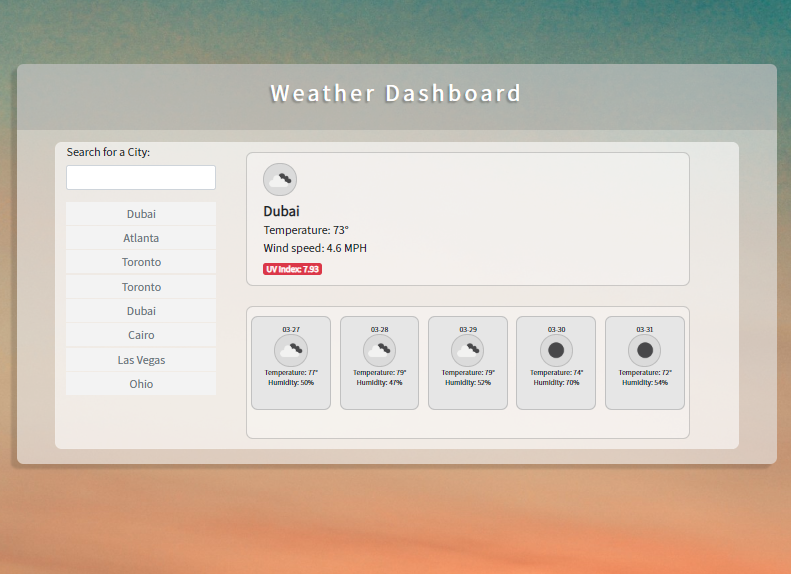 Weather Dashboard
Search for a City:
Dubai
Atlanta
Toronto
Toronto
Dubai
Cairo
Las Vegas
Ohio
Dubai
Temperature: 73°
Wind speed: 4.6 MPH
UV Index: 7.93
03-27
Temperature: 77°
Humidity: 50%
03-28
Temperature: 79°
Humidity: 47%
03-29
Temperature: 79°
Humidity: 52%
03-30
Temperature: 74°
Humidity: 70%
03-31
Temperature: 72°
Humidity: 54%